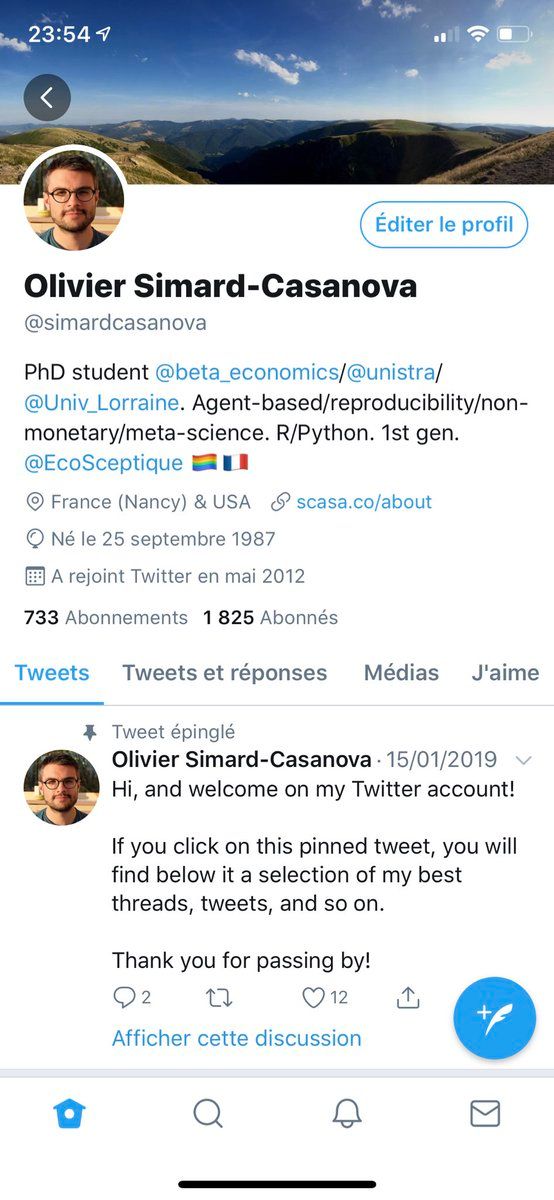 23:54
Éditer le profil
Olivier Simard-Casanova
@simardcasanova
PhD student @beta_economics/@unistra/
@Univ_Lorraine. Agent-based/reproducibility/non-
monetary/meta-science. R/Python. 1st gen.
@EcoSceptique 🏳️‍🌈 🇫🇷
France (Nancy) & USA scasa.co/about
Né le 25 septembre 1987
A rejoint Twitter en mai 2012
733 Abonnements 1 825 Abonnés
Tweets Tweets et réponses Médias J'aime
Tweet épinglé
Olivier Simard-Casanova · 15/01/2019
Hi, and welcome on my Twitter account!
If you click on this pinned tweet, you will
find below it a selection of my best
threads, tweets, and so on.
Thank you for passing by!
2 12
Afficher cette discussion